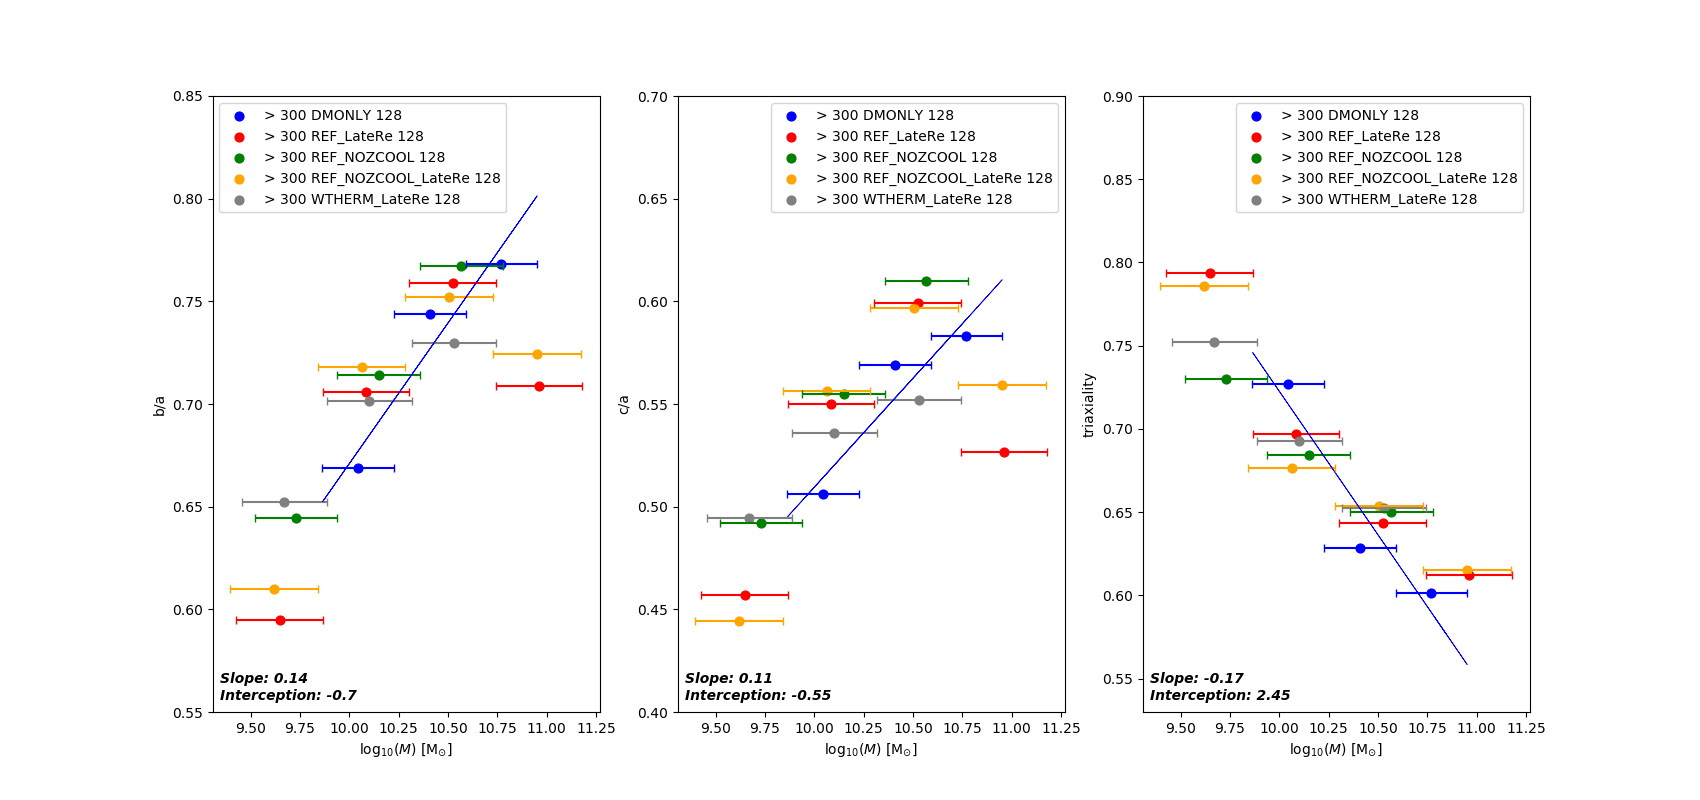 0.85
0.80
0.75
0.70
0.65
0.60
0.55
b/a
> 300 DMONLY 128
> 300 REF_LateRe 128
> 300 REF_NOZCOOL 128
> 300 REF_NOZCOOL_LateRe 128
> 300 WTHERM_LateRe 128
Slope: 0.14
Interception: -0.7
9.50 9.75 10.00 10.25 10.50 10.75 11.00 11.25
log₁₀(M) [M☉]
0.70
0.65
0.60
0.55
0.50
0.45
0.40
c/a
> 300 DMONLY 128
> 300 REF_LateRe 128
> 300 REF_NOZCOOL 128
> 300 REF_NOZCOOL_LateRe 128
> 300 WTHERM_LateRe 128
Slope: 0.11
Interception: -0.55
9.50 9.75 10.00 10.25 10.50 10.75 11.00 11.25
log₁₀(M) [M☉]
0.90
0.85
0.80
0.75
0.70
0.65
0.60
0.55
triaxiality
> 300 DMONLY 128
> 300 REF_LateRe 128
> 300 REF_NOZCOOL 128
> 300 REF_NOZCOOL_LateRe 128
> 300 WTHERM_LateRe 128
Slope: -0.17
Interception: 2.45
9.50 9.75 10.00 10.25 10.50 10.75 11.00 11.25
log₁₀(M) [M☉]